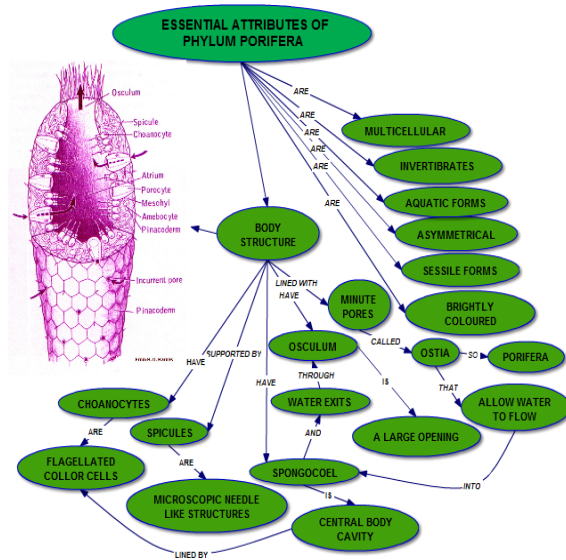 ESSENTIAL ATTRIBUTES OF
PHYLUM PORIFERA
Osculum
Spicule
Choanocyte
Atrium
Porocyte
Meschyl
Amebocyte
Pinacoderm
Incurrent pore
Pinacoderm
ARE
MULTICELLULAR
ARE
INVERTIBRATES
ARE
AQUATIC FORMS
ARE
ASYMMETRICAL
ARE
SESSILE FORMS
ARE
BRIGHTLY
COLOURED
BODY
STRUCTURE
LINED WITH
MINUTE
PORES
HAVE
OSCULUM
CALLED
OSTIA
SO
PORIFERA
THAT
ALLOW WATER
TO FLOW
INTO
HAVE
SUPPORTED BY
HAVE
THROUGH
WATER EXITS
AND
IS
A LARGE OPENING
CHOANOCYTES
ARE
FLAGELLATED
COLLOR CELLS
SPICULES
ARE
MICROSCOPIC NEEDLE
LIKE STRUCTURES
SPONGOCOEL
IS
CENTRAL BODY
CAVITY
LINED BY